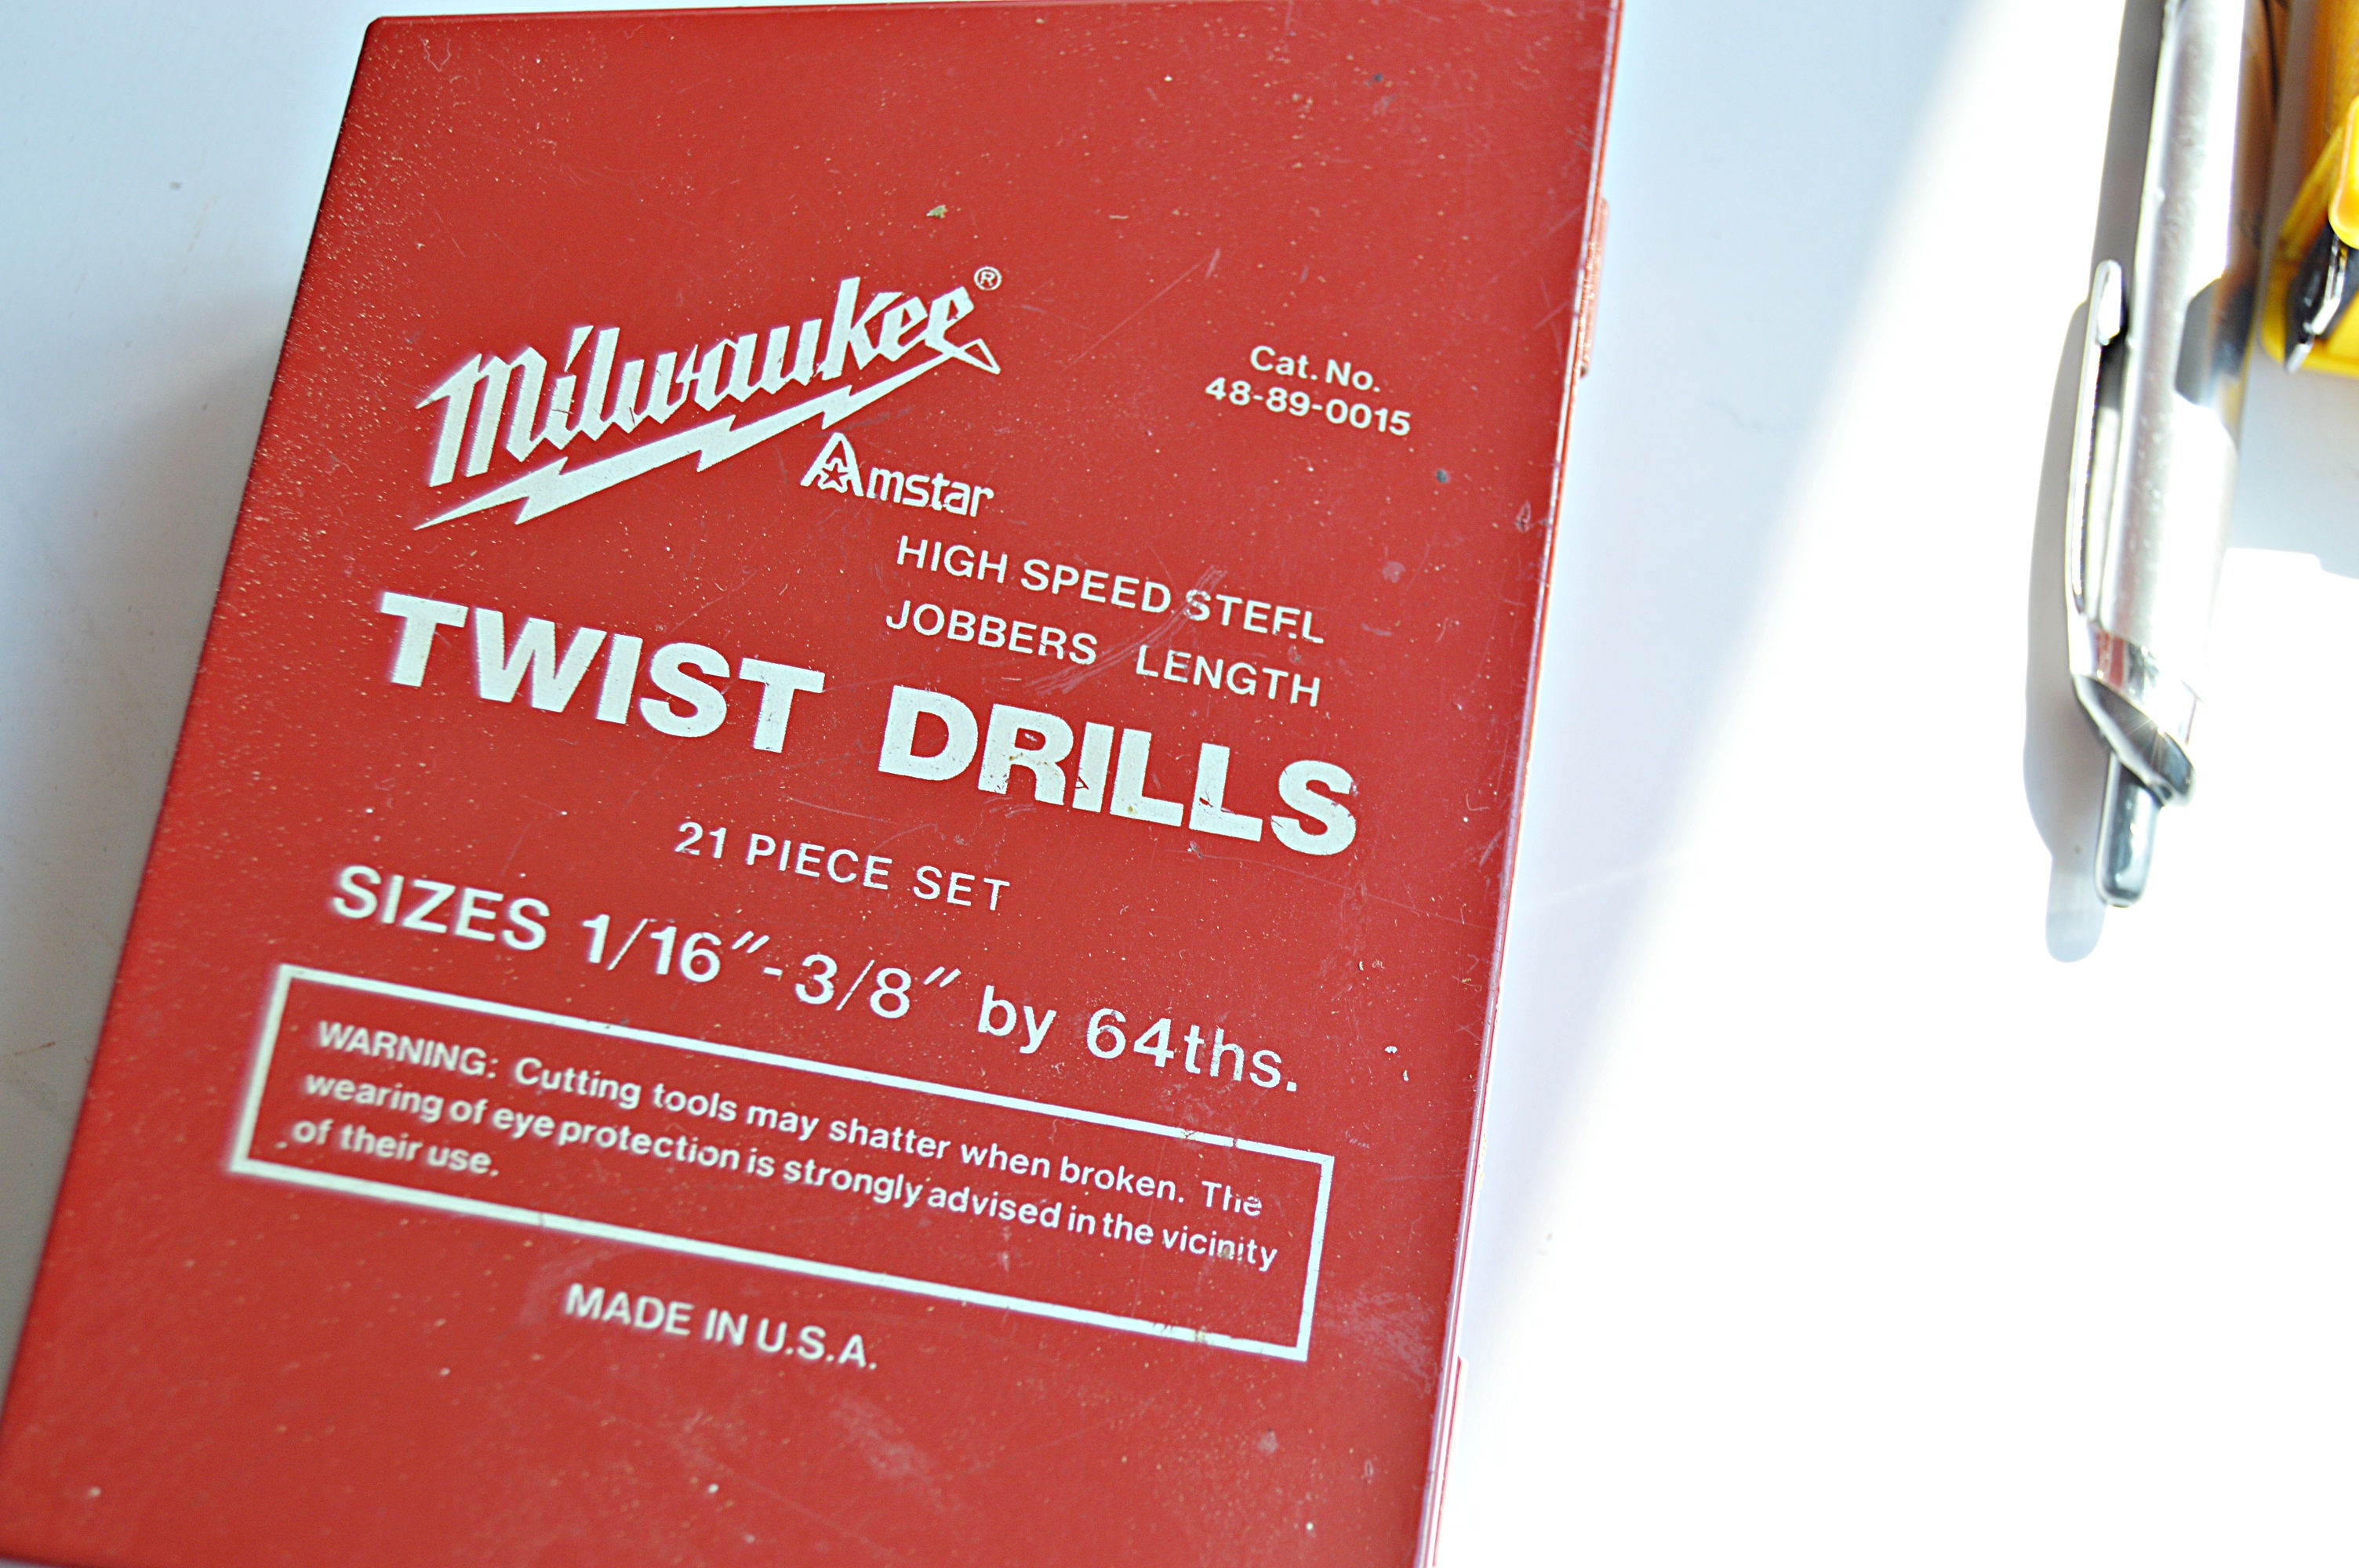 Milwaukee®
Amstar
Cat. No.
48-89-0015
HIGH SPEED STEEL
JOBBERS LENGTH
TWIST DRILLS
21 PIECE SET
SIZES 1/16"-3/8" by 64ths.
WARNING: Cutting tools may shatter when broken. The
wearing of eye protection is strongly advised in the vicinity
of their use.
MADE IN U.S.A.